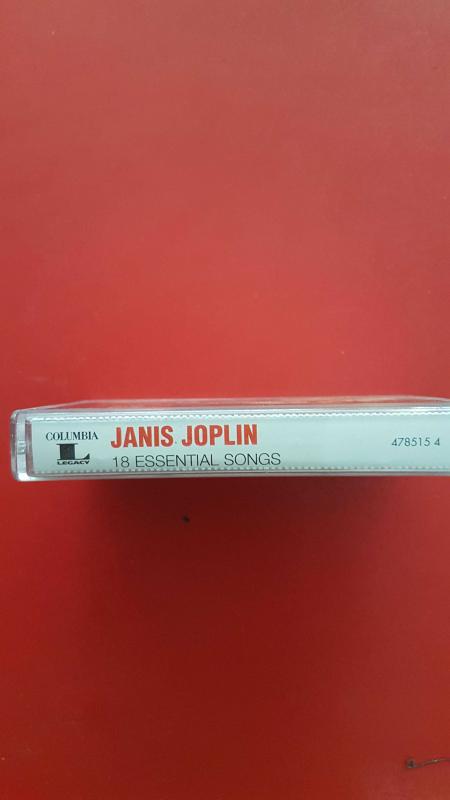 COLUMBIA
L
LEGACY
JANIS JOPLIN
18 ESSENTIAL SONGS
478515 4